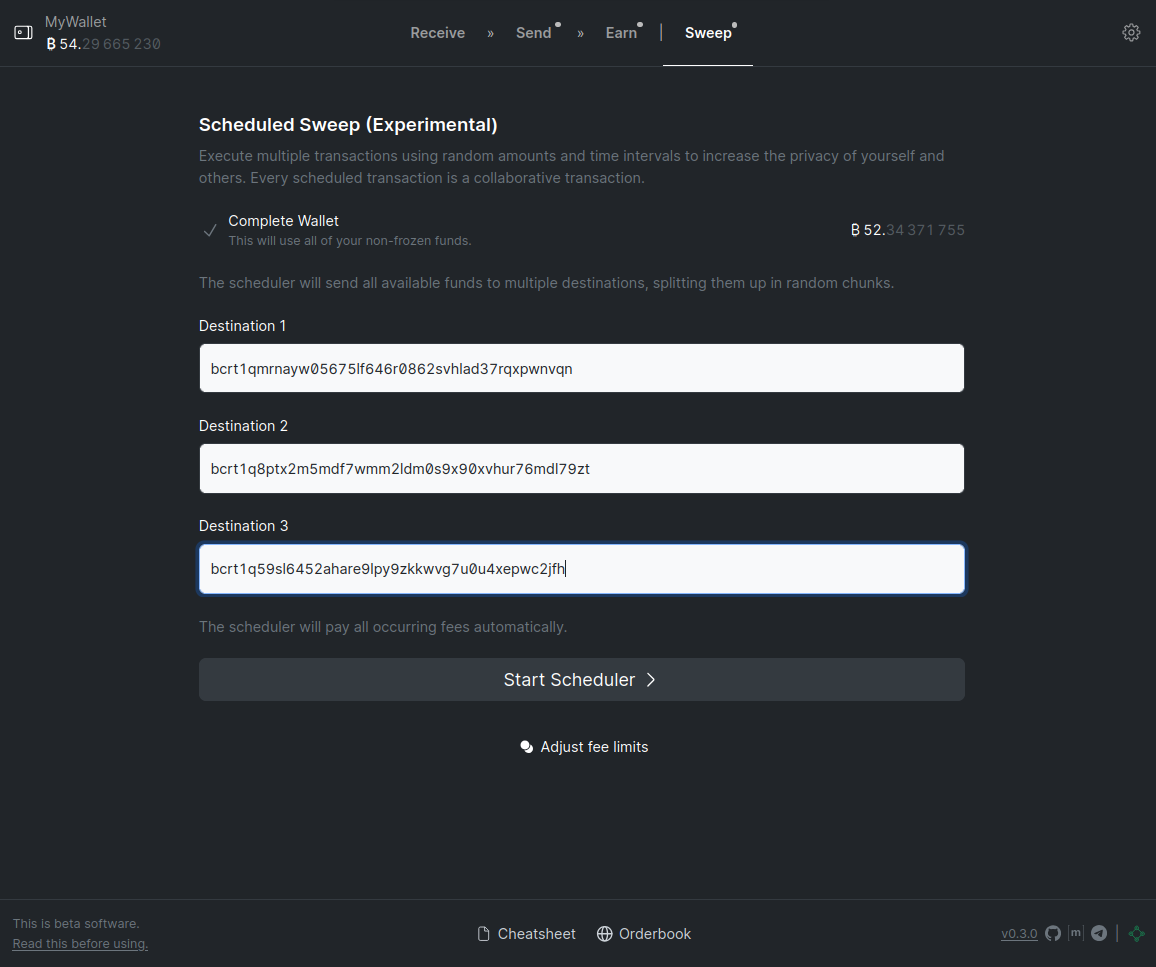 MyWallet
₿ 54.29 665 230
Receive » Send » Earn | Sweep
Scheduled Sweep (Experimental)
Execute multiple transactions using random amounts and time intervals to increase the privacy of yourself and
others. Every scheduled transaction is a collaborative transaction.
Complete Wallet
This will use all of your non-frozen funds.
₿ 52.34 371 755
The scheduler will send all available funds to multiple destinations, splitting them up in random chunks.
Destination 1
bcrt1qmrnayw05675lf646r0862svhlad37rqxpwnvqn
Destination 2
bcrt1q8ptx2m5mdf7wmm2ldm0s9x90xvhur76mdl79zt
Destination 3
bcrt1q59sl6452ahare9lpy9zkkwvg7u0u4xepwc2jfh
The scheduler will pay all occurring fees automatically.
Start Scheduler
Adjust fee limits
This is beta software.
Read this before using.
Cheatsheet
Orderbook
v0.3.0
m